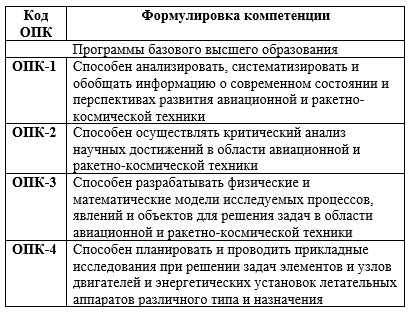 Код Формулировка компетенции
ОПК
Программы базового высшего образования
ОПК-1 Способен анализировать, систематизировать и
обобщать информацию о современном состоянии и
перспективах развития авиационной и ракетно-
космической техники
ОПК-2 Способен осуществлять критический анализ
научных достижений в области авиационной и
ракетно-космической техники
ОПК-3 Способен разрабатывать физические и
математические модели исследуемых процессов,
явлений и объектов для решения задач в области
авиационной и ракетно-космической техники
ОПК-4 Способен планировать и проводить прикладные
исследования при решении задач элементов и узлов
двигателей и энергетических установок летательных
аппаратов различного типа и назначения